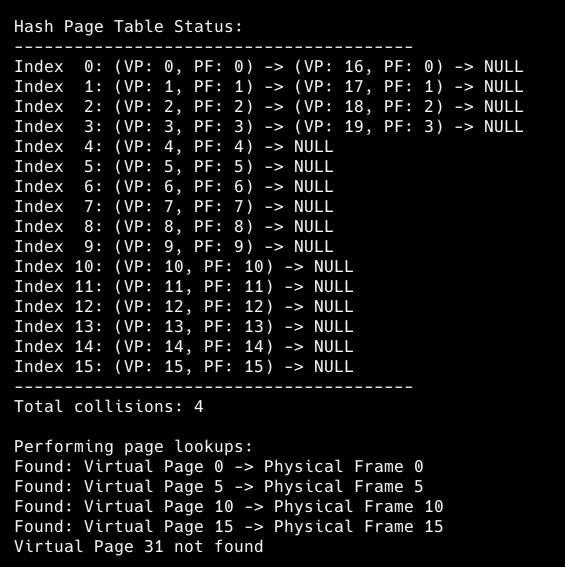 Hash Page Table Status:
----------------------------------------
Index  0: (VP: 0, PF: 0) -> (VP: 16, PF: 0) -> NULL
Index  1: (VP: 1, PF: 1) -> (VP: 17, PF: 1) -> NULL
Index  2: (VP: 2, PF: 2) -> (VP: 18, PF: 2) -> NULL
Index  3: (VP: 3, PF: 3) -> (VP: 19, PF: 3) -> NULL
Index  4: (VP: 4, PF: 4) -> NULL
Index  5: (VP: 5, PF: 5) -> NULL
Index  6: (VP: 6, PF: 6) -> NULL
Index  7: (VP: 7, PF: 7) -> NULL
Index  8: (VP: 8, PF: 8) -> NULL
Index  9: (VP: 9, PF: 9) -> NULL
Index 10: (VP: 10, PF: 10) -> NULL
Index 11: (VP: 11, PF: 11) -> NULL
Index 12: (VP: 12, PF: 12) -> NULL
Index 13: (VP: 13, PF: 13) -> NULL
Index 14: (VP: 14, PF: 14) -> NULL
Index 15: (VP: 15, PF: 15) -> NULL
----------------------------------------
Total collisions: 4

Performing page lookups:
Found: Virtual Page 0 -> Physical Frame 0
Found: Virtual Page 5 -> Physical Frame 5
Found: Virtual Page 10 -> Physical Frame 10
Found: Virtual Page 15 -> Physical Frame 15
Virtual Page 31 not found